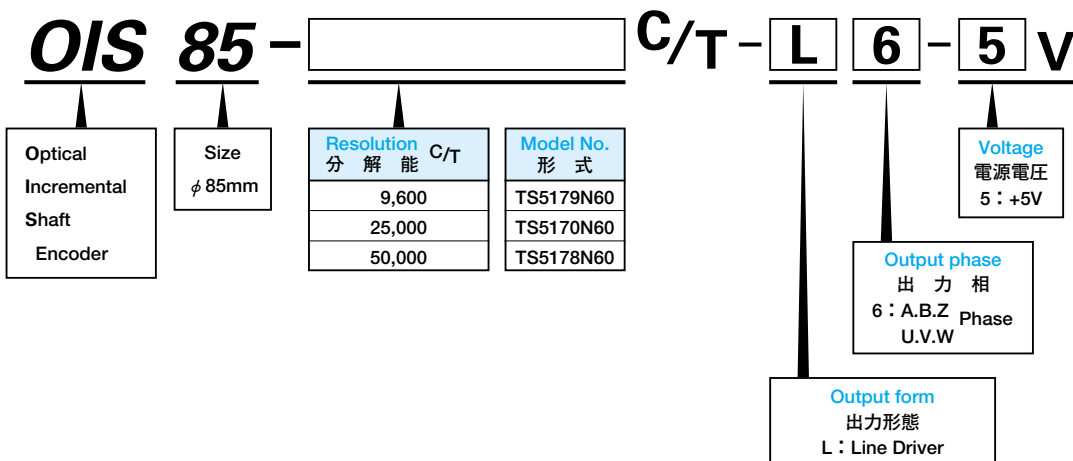 OIS 85 - C/T - L 6 - 5 V
Optical
Incremental
Shaft
Encoder
Size
φ 85mm
Resolution C/T
分 解 能
9,600
25,000
50,000
Model No.
形 式
TS5179N60
TS5170N60
TS5178N60
Voltage
電源電圧
5：+5V
Output phase
出 力 相
6：A.B.Z Phase
U.V.W
Output form
出力形態
L：Line Driver